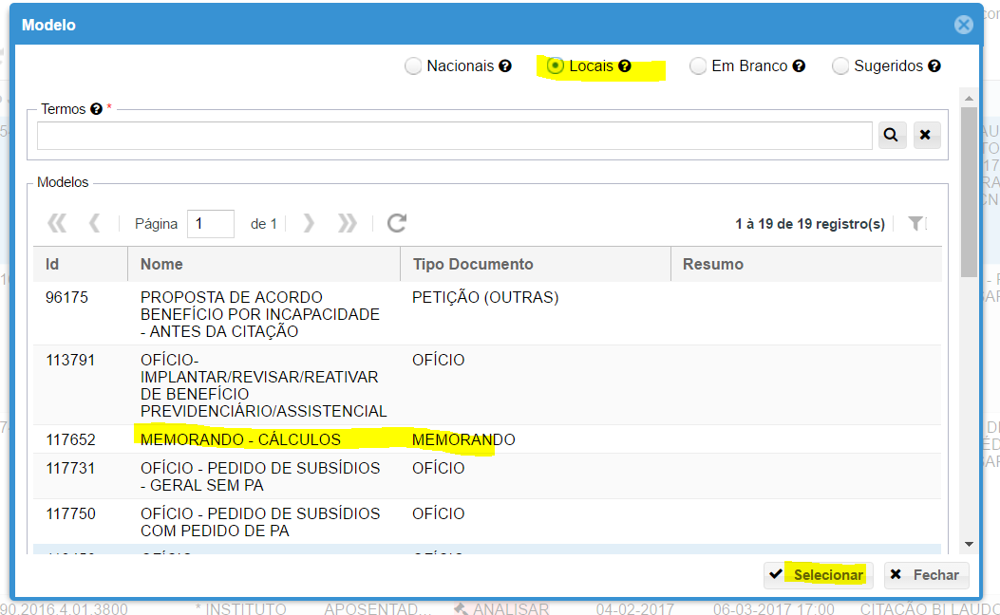 Modelo
Nacionais
Locais
Em Branco
Sugeridos
Termos *
Modelos
Página 1 de 1
1 à 19 de 19 registro(s)
Id Nome Tipo Documento Resumo
96175 PROPOSTA DE ACORDO PETIÇÃO (OUTRAS)
BENEFÍCIO POR INCAPACIDADE
- ANTES DA CITAÇÃO
113791 OFÍCIO- OFÍCIO
IMPLANTAR/REVISAR/REATIVAR
DE BENEFÍCIO
PREVIDENCIÁRIO/ASSISTENCIAL
117652 MEMORANDO - CÁLCULOS MEMORANDO
117731 OFÍCIO - PEDIDO DE SUBSÍDIOS OFÍCIO
- GERAL SEM PA
117750 OFÍCIO - PEDIDO DE SUBSÍDIOS OFÍCIO
COM PEDIDO DE PA
Selecionar
Fechar
90.2016.4.01.3800 * INSTITUTO APOSENTAD... ANALISAR 04-02-2017 06-03-2017 17:00 CITAÇÃO BI LAUDO